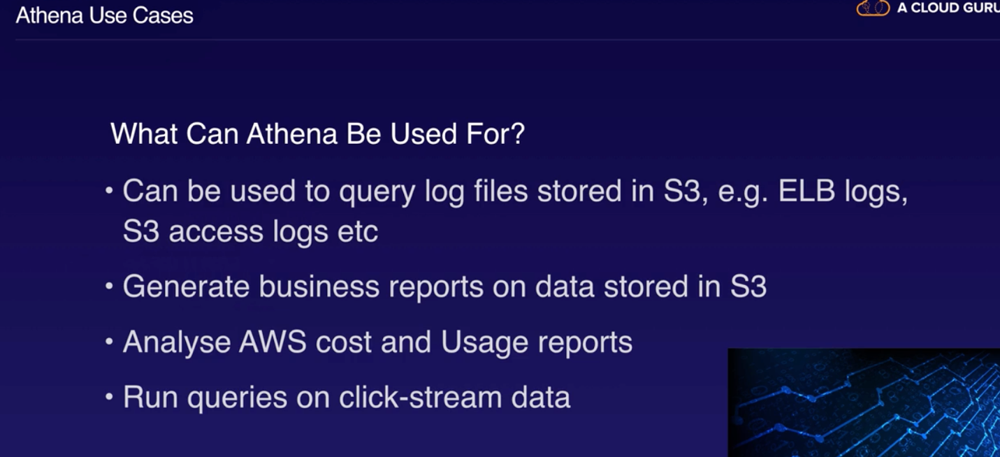 Athena Use Cases
A CLOUD GURU
What Can Athena Be Used For?
• Can be used to query log files stored in S3, e.g. ELB logs,
S3 access logs etc
• Generate business reports on data stored in S3
• Analyse AWS cost and Usage reports
• Run queries on click-stream data